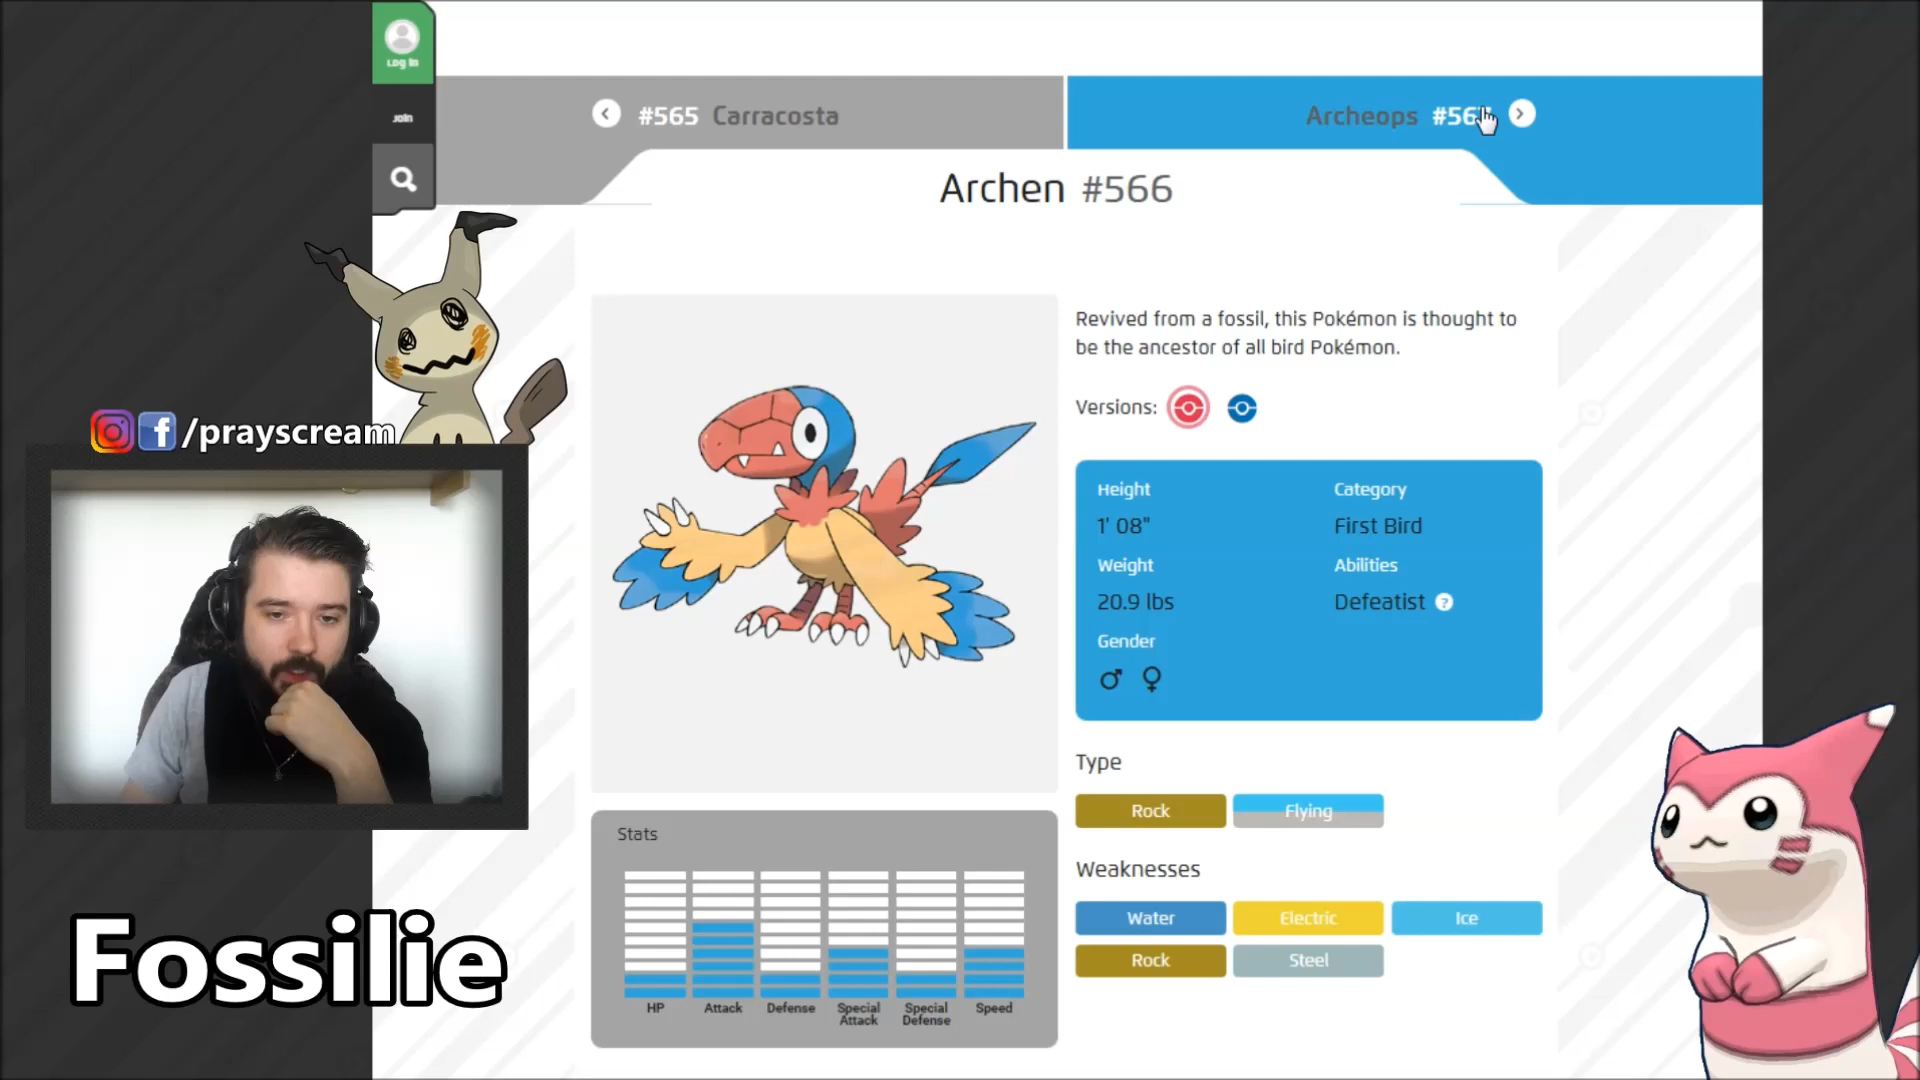 LOG IN
JOIN
#565 Carracosta
Archeops
Archen #566
Revived from a fossil, this Pokémon is thought to
be the ancestor of all bird Pokémon.
Versions:
/prayscream
Height
1' 08"
Weight
20.9 lbs
Gender
Category
First Bird
Abilities
Defeatist ?
Type
Rock Flying
Weaknesses
Water Electric Ice
Rock Steel
Stats
HP Attack Defense Special Attack Special Defense Speed
Fossilie